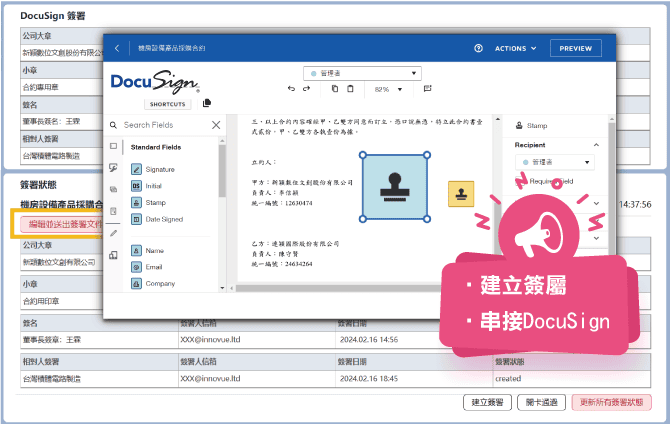 DocuSign 簽署
公司大章
新穎數位文創股份有限公
小章
合約專用章
簽名
董事長簽名：王霖
相對人簽署
台灣積體電路製造
機房設備產品採購合約
ACTIONS
PREVIEW
DocuSign
SHORTCUTS
管理者
82%
Search Fields
Standard Fields
Signature
DS Initial
Stamp
Date Signed
Name
Email
Company
三、以上合約內容經經甲、乙雙方同意而訂立，恐口說無憑，特立此合約書壹
式貳份，甲、乙雙方各執壹份為據。
立約人：
甲方：新穎數位文創股份有限公司
負責人：李信穎
統一編號：12630474
乙方：連穎國際股份有限公司
負責人：陳守賢
統一編號：24634264
Stamp
Recipient
管理者
Required Field
簽署狀態
機房設備產品採購合
14:37:56
編輯並送出簽署文件
公司大章
新穎數位文創有限公司
小章
合約用印章
簽名
簽署人信箱
簽署日期
董事長簽章：王霖
XXX@innovue.ltd
2024.02.16 14:56
相對人簽署
簽署人信箱
簽署日期
簽署狀態
台灣積體電路製造
XXX@innovue.ltd
2024.02.16 18:45
created
・建立簽屬
・串接DocuSign
建立簽署
關卡通過
更新所有簽署狀態